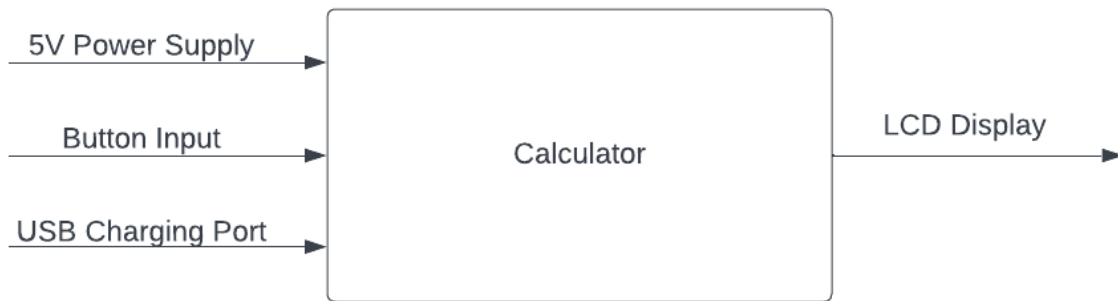 5V Power Supply
Button Input
USB Charging Port
Calculator
LCD Display